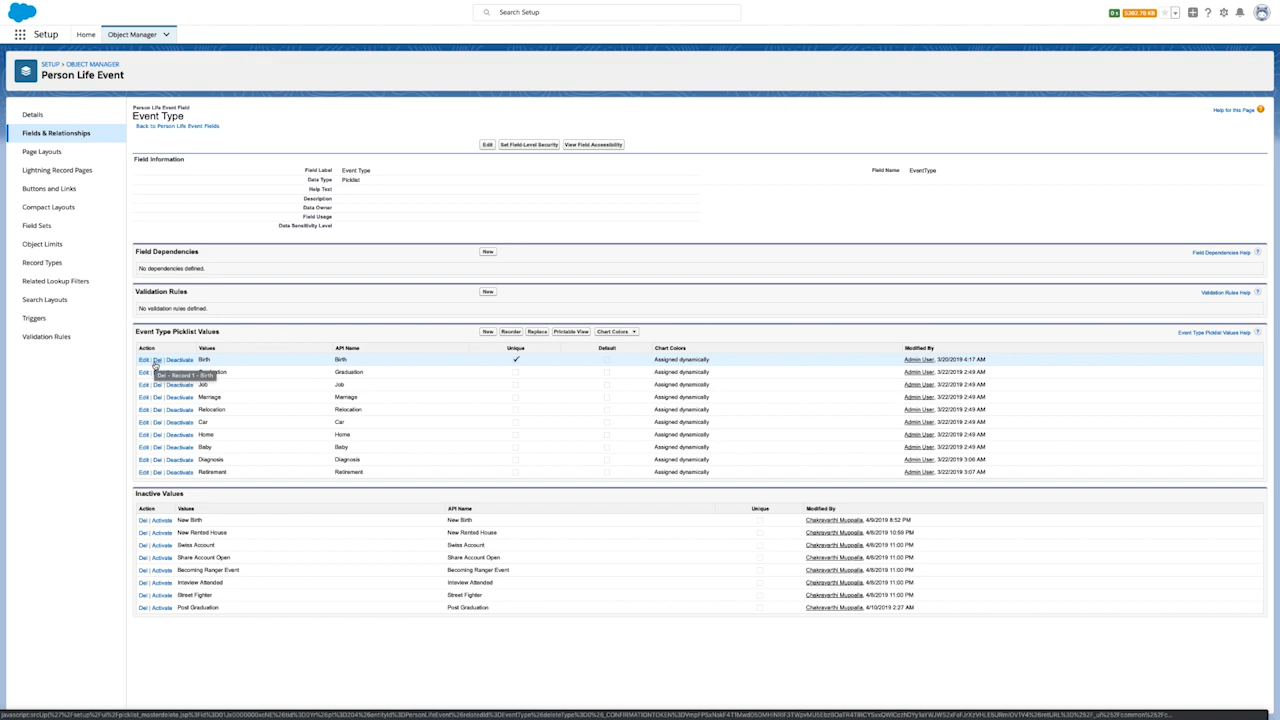 Search Setup
0 s
Setup
Home
Object Manager
SETUP > OBJECT MANAGER
Person Life Event
Details
Fields & Relationships
Page Layouts
Lightning Record Pages
Buttons and Links
Compact Layouts
Field Sets
Object Limits
Record Types
Related Lookup Filters
Search Layouts
Triggers
Validation Rules
Person Life Event Field
Event Type
Help for this Page
Back to Person Life Event Fields
Edit Set Field-Level Security View Field Accessibility
Field Information
Field Label Event Type Field Name EventType
Data Type Picklist
Help Text
Description
Data Owner
Field Usage
Data Sensitivity Level
Field Dependencies New Field Dependencies Help ?
No dependencies defined.
Validation Rules New Validation Rules Help ?
No validation rules defined.
Event Type Picklist Values New Reorder Replace Printable View Chart Colors Event Type Picklist Values Help ?
Action Values API Name Unique Default Chart Colors Modified By
Edit | Del | Deactivate Birth Birth Assigned dynamically Admin User, 3/20/2019 4:17 AM
Edit | Graduation Assigned dynamically Admin User, 3/22/2019 2:49 AM
Del - Record 1 - Birth
Edit | Del | Deactivate Job Job Assigned dynamically Admin User, 3/22/2019 2:49 AM
Edit | Del | Deactivate Marriage Marriage Assigned dynamically Admin User, 3/22/2019 2:49 AM
Edit | Del | Deactivate Relocation Relocation Assigned dynamically Admin User, 3/22/2019 2:49 AM
Edit | Del | Deactivate Car Car Assigned dynamically Admin User, 3/22/2019 2:49 AM
Edit | Del | Deactivate Home Home Assigned dynamically Admin User, 3/22/2019 2:49 AM
Edit | Del | Deactivate Baby Baby Assigned dynamically Admin User, 3/22/2019 2:49 AM
Edit | Del | Deactivate Diagnosis Diagnosis Assigned dynamically Admin User, 3/22/2019 3:06 AM
Edit | Del | Deactivate Retirement Retirement Assigned dynamically Admin User, 3/22/2019 3:07 AM
Inactive Values
Action Values API Name Unique Modified By
Del | Activate New Birth New Birth Chakravarthi Muppalla, 4/9/2019 8:52 PM
Del | Activate New Rented House New Rented House Chakravarthi Muppalla, 4/8/2019 10:59 PM
Del | Activate Swiss Account Swiss Account Chakravarthi Muppalla, 4/8/2019 11:00 PM
Del | Activate Share Account Open Share Account Open Chakravarthi Muppalla, 4/8/2019 11:00 PM
Del | Activate Becoming Ranger Event Becoming Ranger Event Chakravarthi Muppalla, 4/8/2019 11:00 PM
Del | Activate Inteview Attended Inteview Attended Chakravarthi Muppalla, 4/8/2019 11:00 PM
Del | Activate Street Fighter Street Fighter Chakravarthi Muppalla, 4/8/2019 11:00 PM
Del | Activate Post Graduation Post Graduation Chakravarthi Muppalla, 4/10/2019 2:27 AM